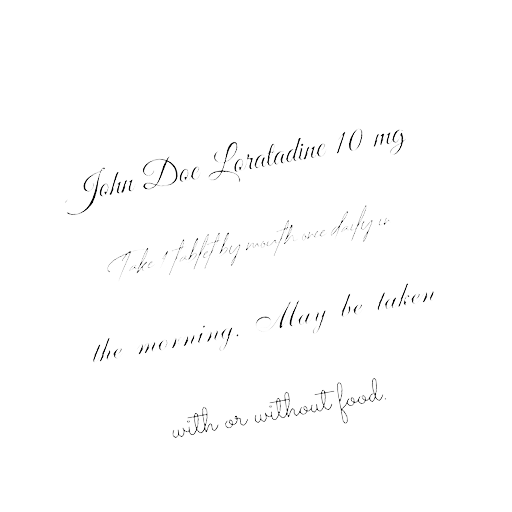 John Doe Loratadine 10 mg
Take 1 tablet by mouth one daily in
the morning. May be taken
with or without food.